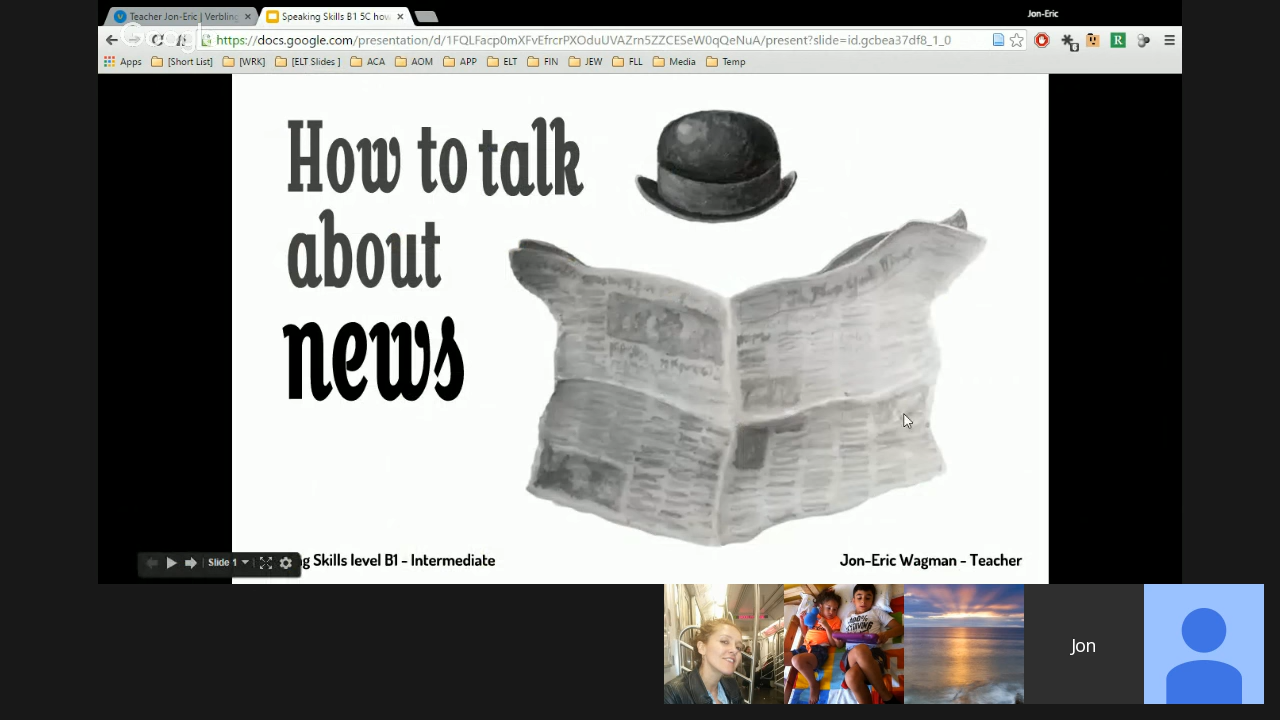 Jon-Eric
Teacher Jon-Eric | Verbling
Speaking Skills B1 5C how
https://docs.google.com/presentation/d/1FQLFacp0mXFvEfrcrPXOduUVAZrn5ZZCESeW0qQeNuA/present?slide=id.gcbea37df8_1_0
Apps [Short List] [WRK] [ELT Slides ] ACA AOM APP ELT FIN JEW FLL Media Temp
How to talk
about
news
Slide 1
Skills level B1 - Intermediate
Jon-Eric Wagman - Teacher
Jon